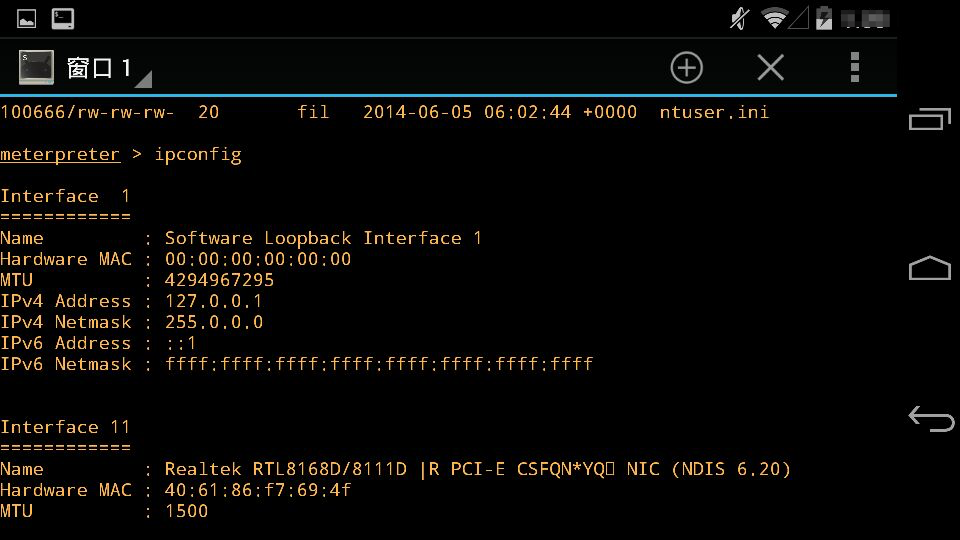 窗口 1
100666/rw-rw-rw-  20       fil   2014-06-05 06:02:44 +0000  ntuser.ini
meterpreter > ipconfig
Interface  1
============
Name         : Software Loopback Interface 1
Hardware MAC : 00:00:00:00:00:00
MTU          : 4294967295
IPv4 Address : 127.0.0.1
IPv4 Netmask : 255.0.0.0
IPv6 Address : ::1
IPv6 Netmask : ffff:ffff:ffff:ffff:ffff:ffff:ffff:ffff
Interface 11
============
Name         : Realtek RTL8168D/8111D |R PCI-E CSFQN*YQ NIC (NDIS 6.20)
Hardware MAC : 40:61:86:f7:69:4f
MTU          : 1500